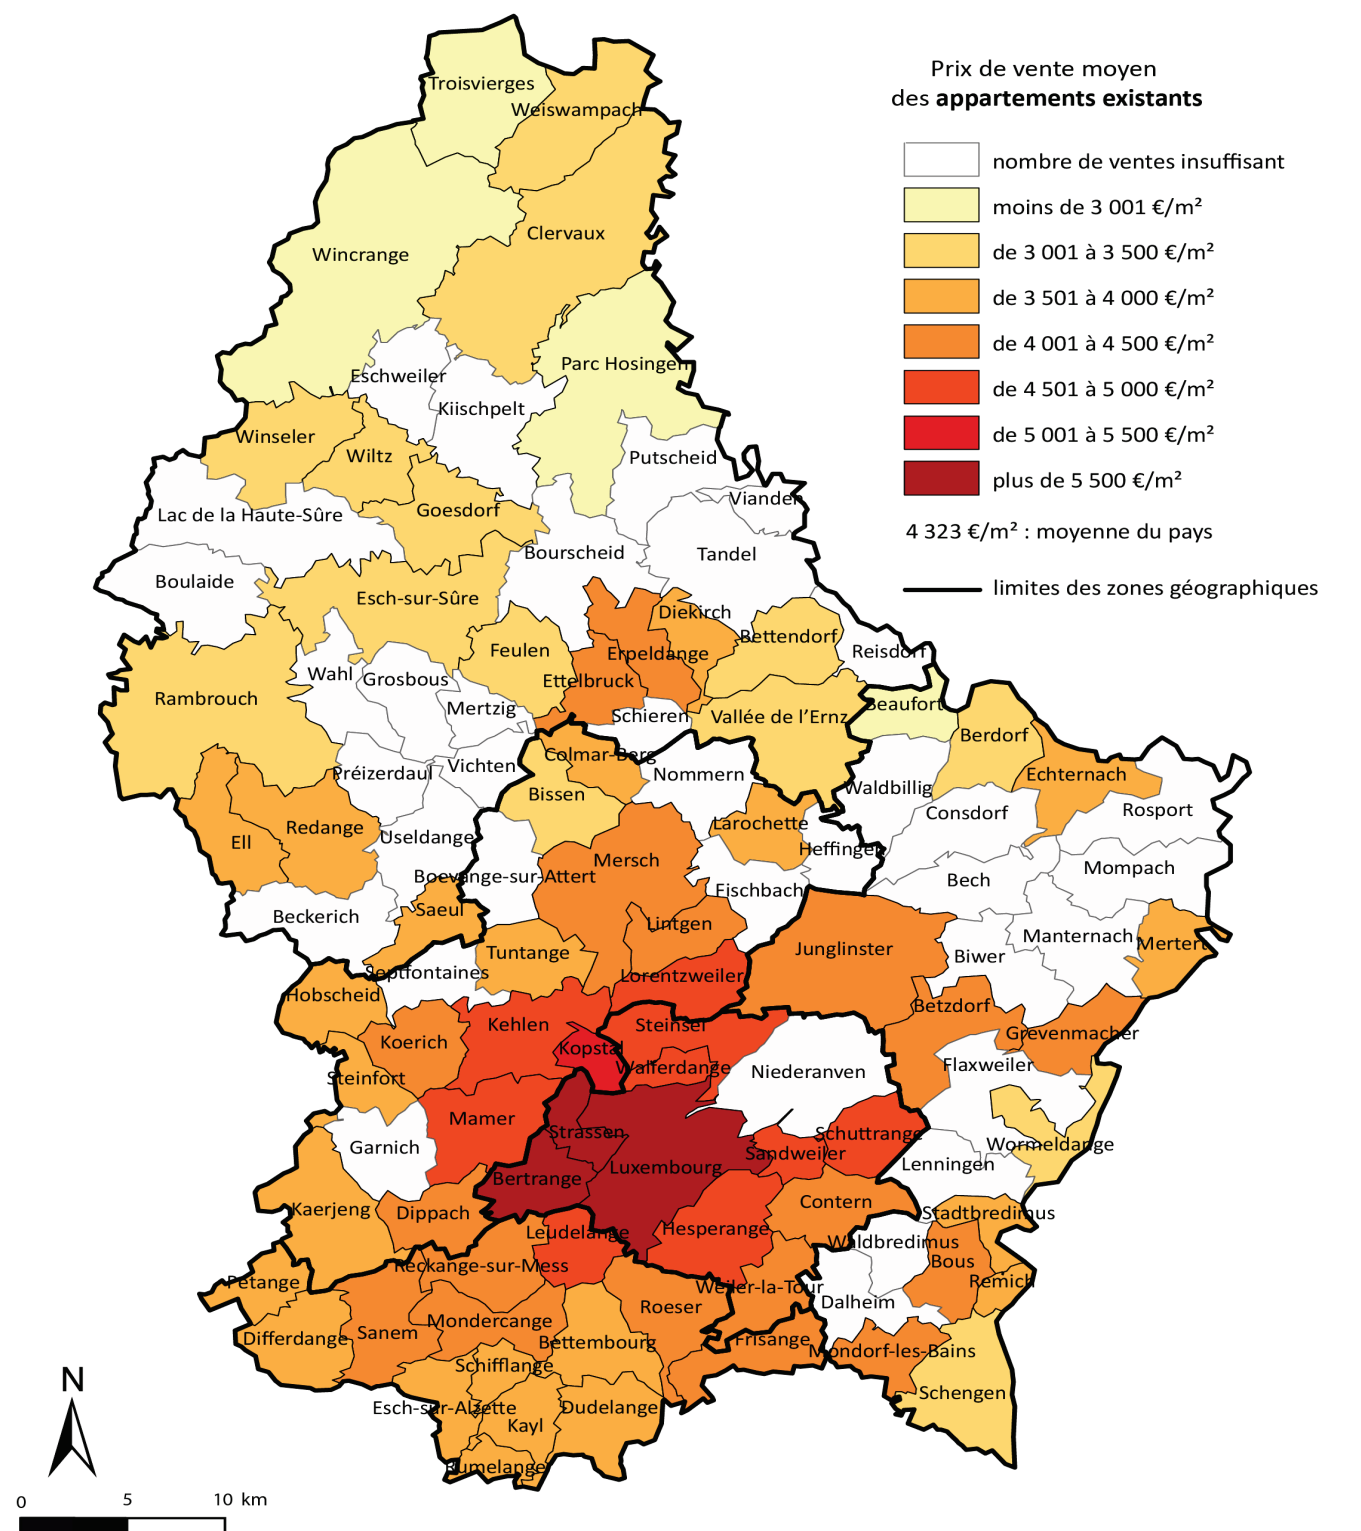 Prix de vente moyen
des appartements existants
nombre de ventes insuffisant
moins de 3 001 €/m²
de 3 001 à 3 500 €/m²
de 3 501 à 4 000 €/m²
de 4 001 à 4 500 €/m²
de 4 501 à 5 000 €/m²
de 5 001 à 5 500 €/m²
plus de 5 500 €/m²
4 323 €/m² : moyenne du pays
limites des zones géographiques
Troisvierges
Weiswampach
Clervaux
Wincrange
Parc Hosingen
Eschweiler
Kiischpelt
Winseler
Wiltz
Putscheid
Vianden
Goesdorf
Lac de la Haute-Sûre
Bourscheid
Tandel
Boulaide
Esch-sur-Sûre
Diekirch
Bettendorf
Feulen
Erpeldange
Reisdorf
Wahl
Grosbous
Ettelbruck
Rambrouch
Mertzig
Schieren
Vallée de l'Ernz
Beaufort
Berdorf
Colmar-Berg
Préizerdaul
Vichten
Nommern
Echternach
Waldbillig
Bissen
Consdorf
Rosport
Larochette
Redange
Useldange
Ell
Heffingen
Mersch
Mompach
Boevange-sur-Attert
Bech
Fischbach
Saeul
Beckerich
Lintgen
Manternach
Mertert
Junglinster
Tuntange
Biwer
Septfontaines
Lorentzweiler
Hobscheid
Betzdorf
Kehlen
Steinsel
Grevenmacher
Koerich
Kopstal
Walferdange
Niederanven
Flaxweiler
Steinfort
Mamer
Strassen
Schuttrange
Garnich
Sandweiler
Wormeldange
Luxembourg
Lenningen
Bertrange
Contern
Kaerjeng
Dippach
Stadtbredimus
Leudelange
Hesperange
Waldbredimus
Bous
Reckange-sur-Mess
Pétange
Remich
Weiler-la-Tour
Dalheim
Roeser
Mondercange
Sanem
Differdange
Bettembourg
Frisange
Mondorf-les-Bains
Schifflange
Schengen
Esch-sur-Alzette
Dudelange
Kayl
Rumelange
N
0 5 10 km